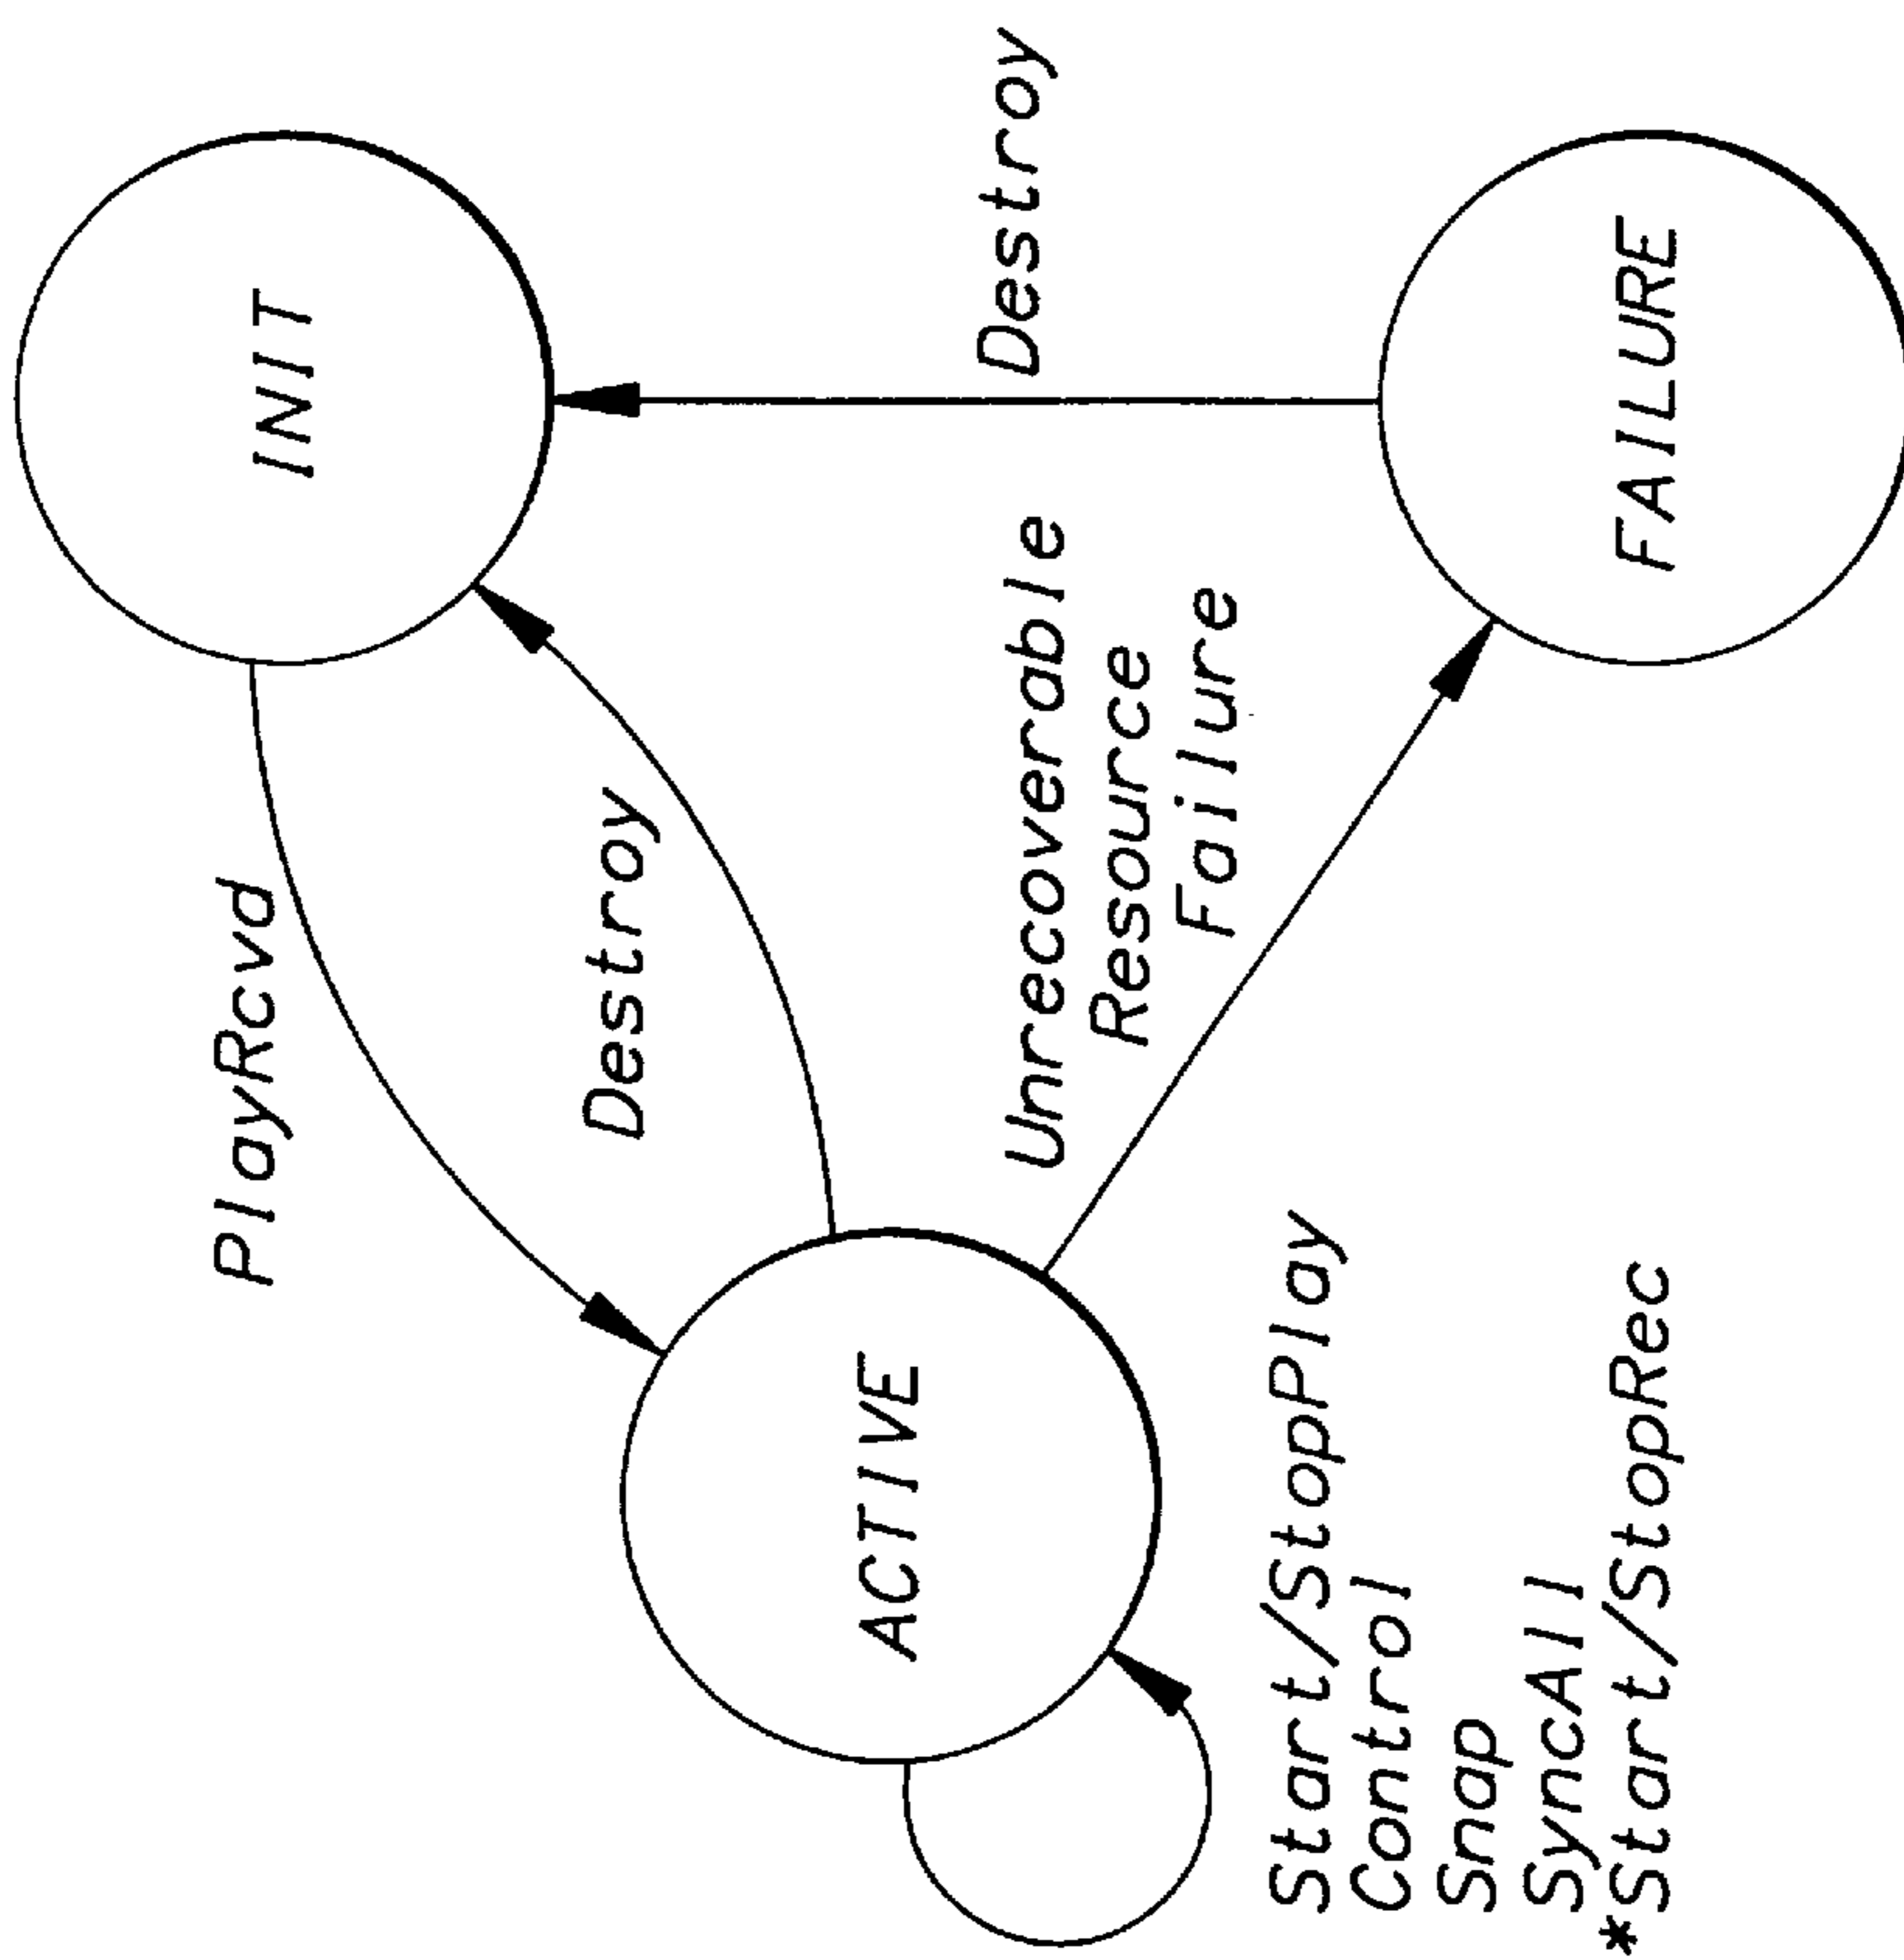 INIT
PlayRcvd
Destroy
ACTIVE
Unrecoverable
Resource
Failure
Destroy
Start/StopPlay
Control
Snap
SyncAll
*Start/StopRec
FAILURE